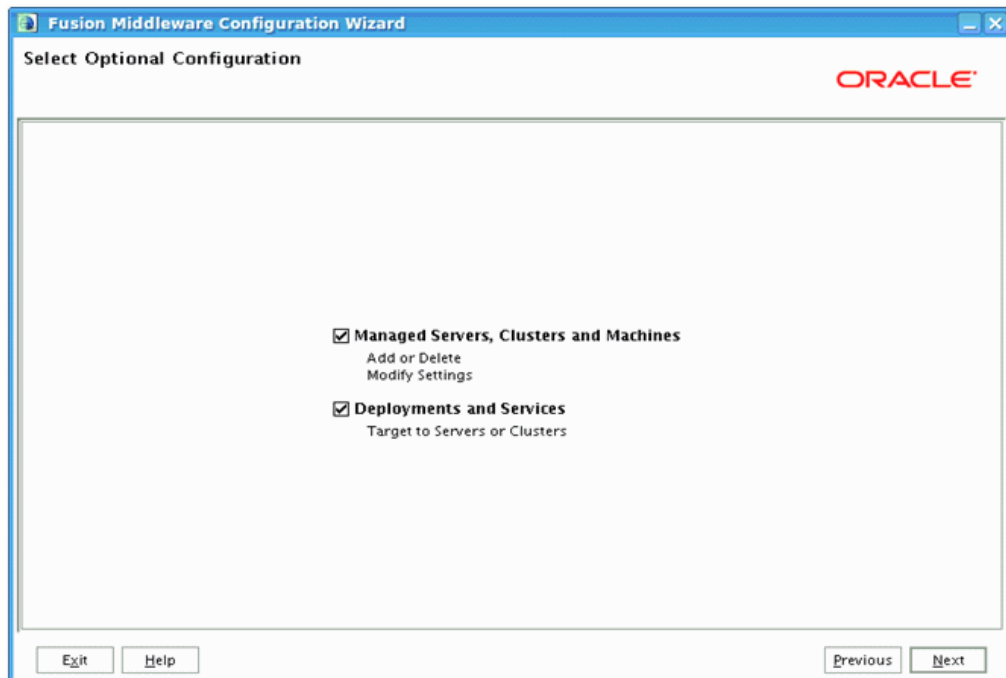 Fusion Middleware Configuration Wizard
Select Optional Configuration
ORACLE
Managed Servers, Clusters and Machines
Add or Delete
Modify Settings
Deployments and Services
Target to Servers or Clusters
Exit
Help
Previous
Next